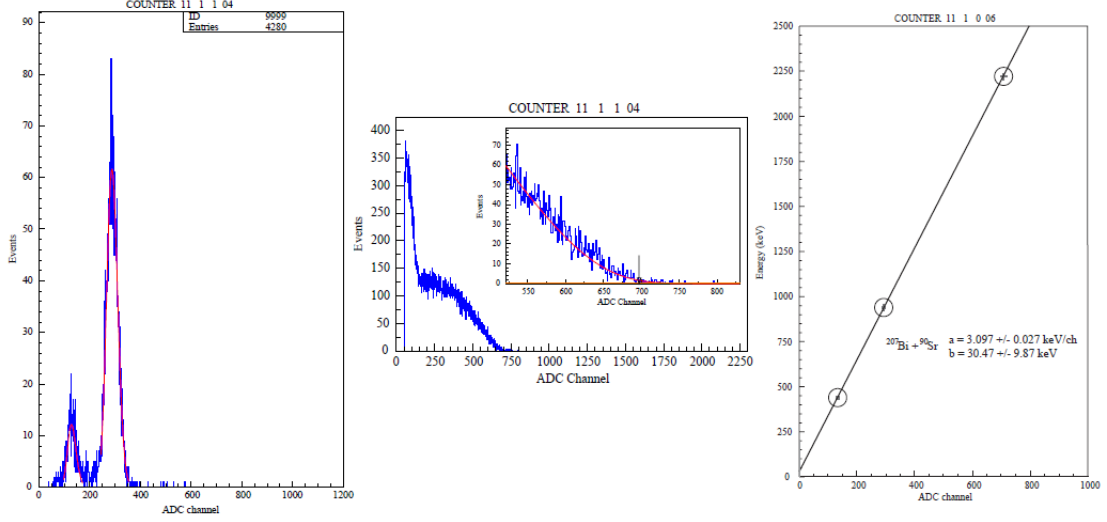 COUNTER 11 1 1 04
ID 9999
Entries 4280
90
80
70
60
50
40
30
20
10
0
Events
0 200 400 600 800 1000 1200
ADC channel
COUNTER 11 1 1 04
400
350
300
250
200
150
100
50
0
Events
0 250 500 750 1000 1250 1500 1750 2000 2250
ADC Channel
70
60
50
40
30
20
10
0
Events
550 600 650 700 750 800
ADC Channel
COUNTER 11 1 0 06
2500
2250
2000
1750
1500
1250
1000
750
500
250
0
Energy (keV)
²⁰⁷Bi + ⁹⁰Sr
a = 3.097 +/- 0.027 keV/ch
b = 30.47 +/- 9.87 keV
0 200 400 600 800 1000
ADC channel